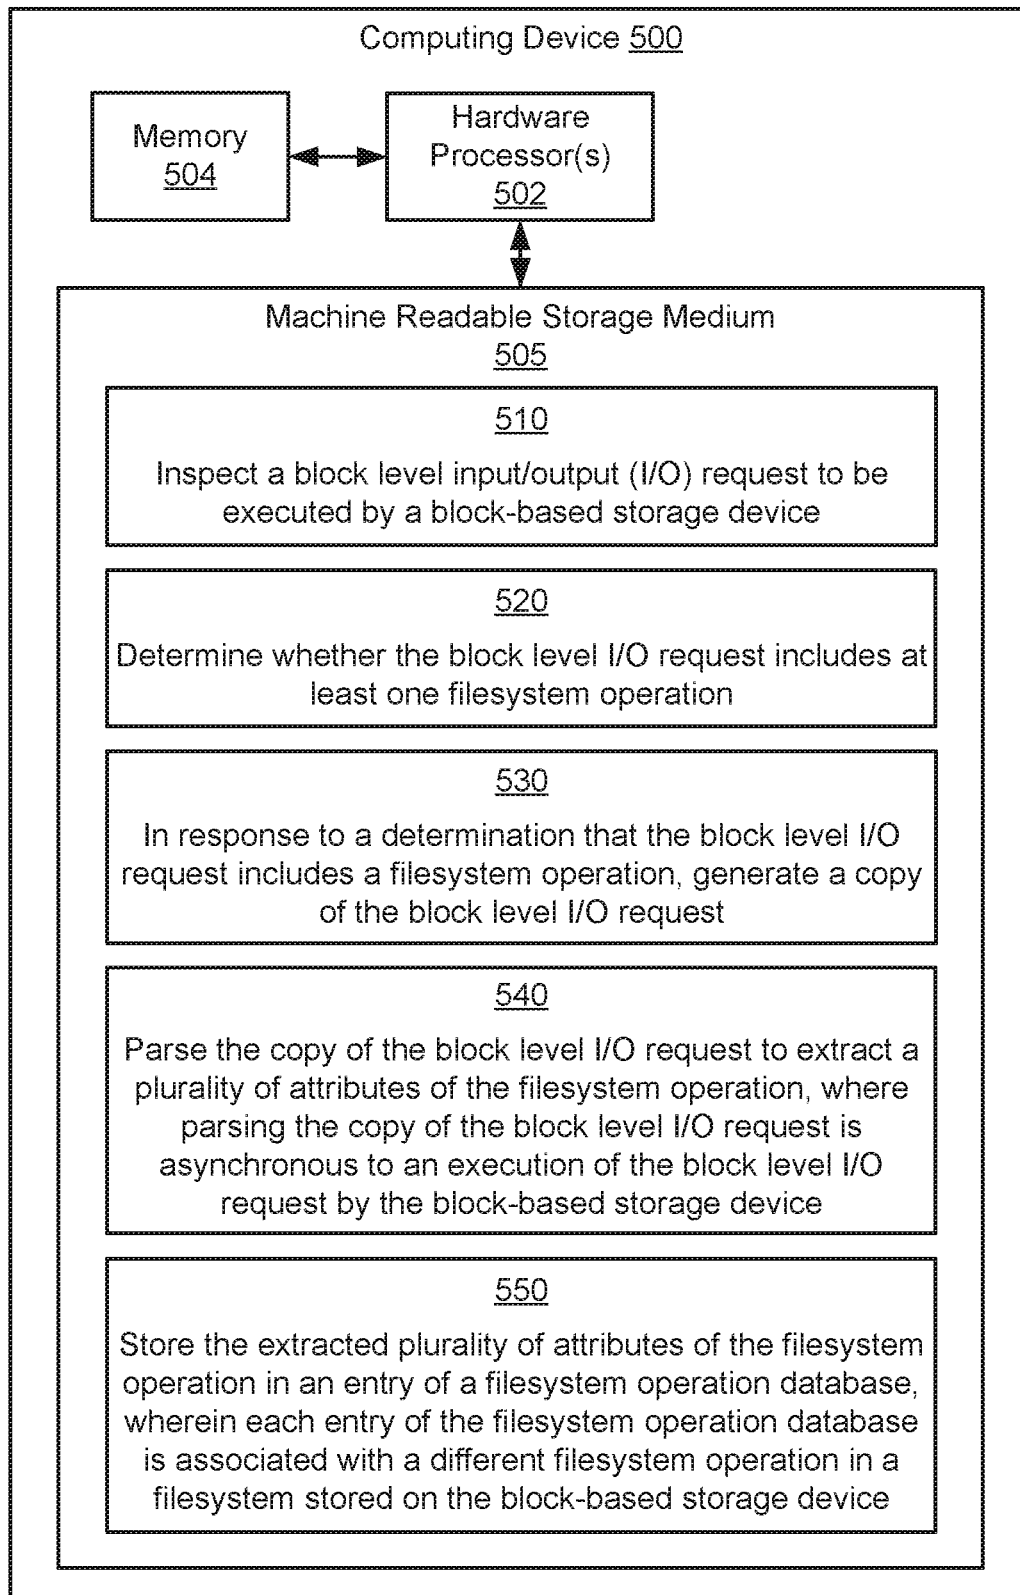 Computing Device 500
Memory
504
Hardware
Processor(s)
502
Machine Readable Storage Medium
505
510
Inspect a block level input/output (I/O) request to be
executed by a block-based storage device
520
Determine whether the block level I/O request includes at
least one filesystem operation
530
In response to a determination that the block level I/O
request includes a filesystem operation, generate a copy
of the block level I/O request
540
Parse the copy of the block level I/O request to extract a
plurality of attributes of the filesystem operation, where
parsing the copy of the block level I/O request is
asynchronous to an execution of the block level I/O
request by the block-based storage device
550
Store the extracted plurality of attributes of the filesystem
operation in an entry of a filesystem operation database,
wherein each entry of the filesystem operation database
is associated with a different filesystem operation in a
filesystem stored on the block-based storage device